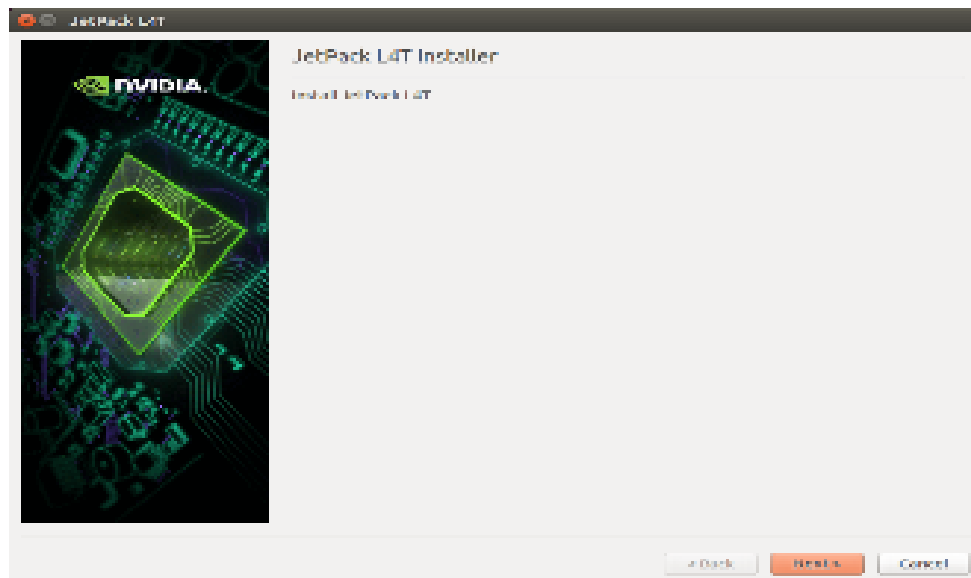 JetPack L4T
NVIDIA.
JetPack L4T Installer
Install JetPack L4T
< Back
Next >
Cancel